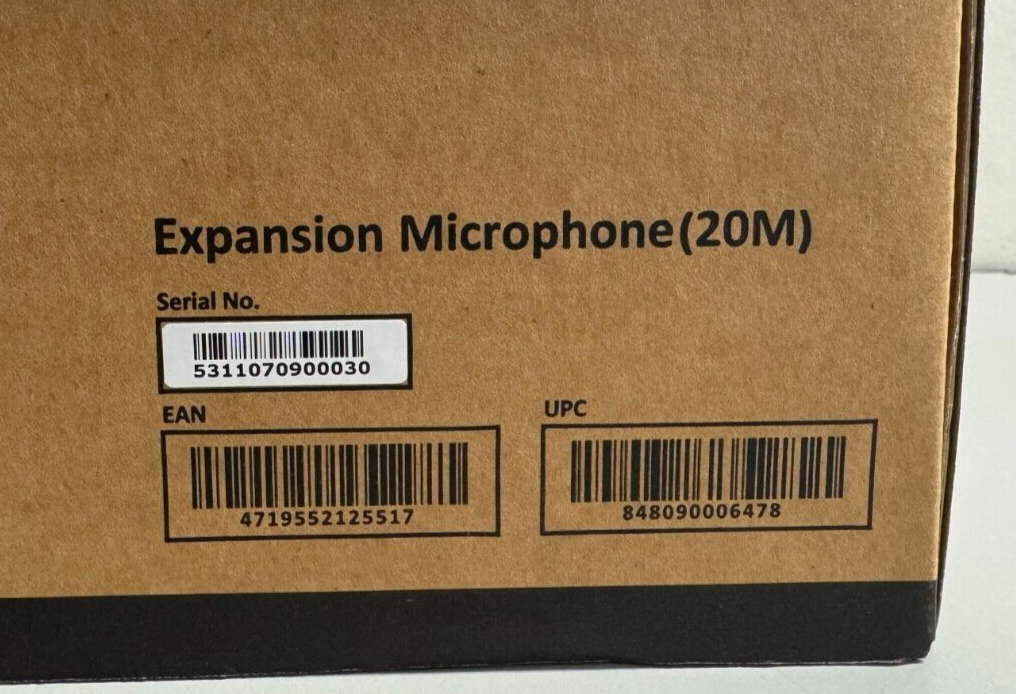 Expansion Microphone(20M)
Serial No.
5311070900030
EAN
4719552125517
UPC
848090006478